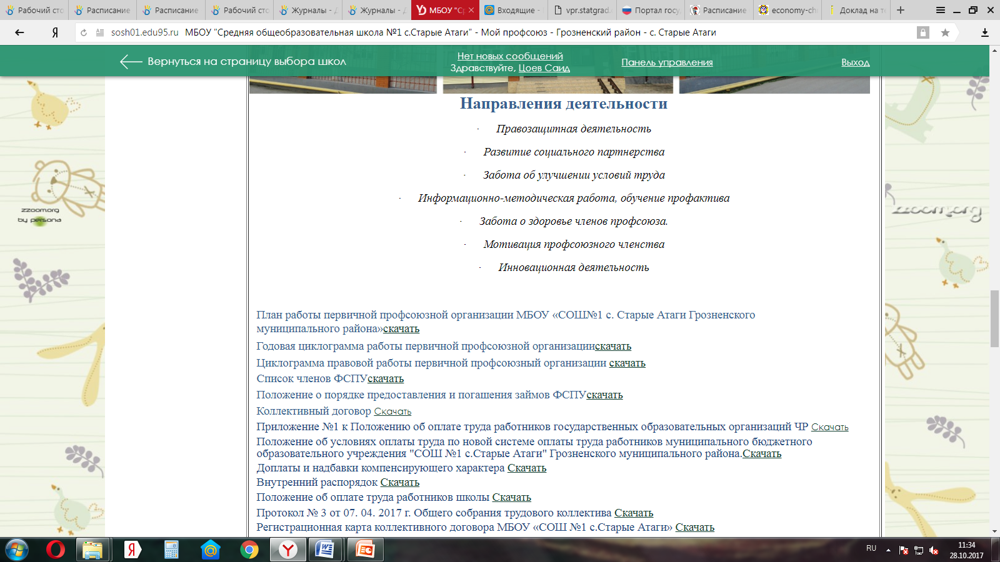 Рабочий сто
Расписание
Расписание
Рабочий сто
Журналы - Д
Журналы - Д
МБОУ "Ср
Входящие -
vpr.statgrad.o
Портал госу
Расписание
economy-ch
Доклад на те
sosh01.edu95.ru МБОУ "Средняя общеобразовательная школа №1 с.Старые Атаги" - Мой профсоюз - Грозненский район - с. Старые Атаги
Вернуться на страницу выбора школ
Нет новых сообщений
Здравствуйте, Цоев Саид
Панель управления
Выход
Направления деятельности
· Правозащитная деятельность
· Развитие социального партнерства
· Забота об улучшении условий труда
· Информационно-методическая работа, обучение профактива
· Забота о здоровье членов профсоюза.
· Мотивация профсоюзного членства
· Инновационная деятельность
zzoom.org
by persona
zzoom.org
План работы первичной профсоюзной организации МБОУ «СОШ№1 с. Старые Атаги Грозненского
муниципального района»скачать
Годовая циклограмма работы первичной профсоюзной организациискачать
Циклограмма правовой работы первичной профсоюзный организации скачать
Список членов ФСПУскачать
Положение о порядке предоставления и погашения займов ФСПУскачать
Коллективный договор Скачать
Приложение №1 к Положению об оплате труда работников государственных образовательных организаций ЧР Скачать
Положение об условиях оплаты труда по новой системе оплаты труда работников муниципального бюджетного
образовательного учреждения "СОШ №1 с.Старые Атаги" Грозненского муниципального района.Скачать
Доплаты и надбавки компенсирующего характера Скачать
Внутренний распорядок Скачать
Положение об оплате труда работников школы Скачать
Протокол № 3 от 07. 04. 2017 г. Общего собрания трудового коллектива Скачать
Регистрационная карта коллективного договора МБОУ «СОШ №1 с.Старые Атаги» Скачать
RU
11:34
28.10.2017